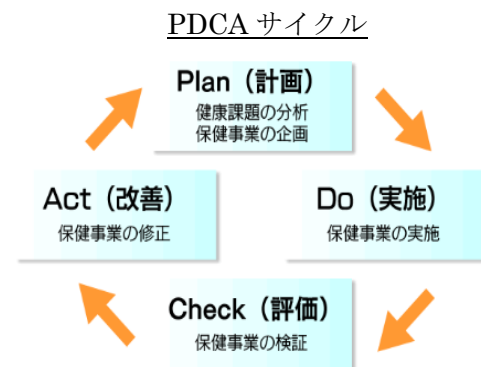 PDCA サイクル
Plan（計画）
健康課題の分析
保健事業の企画
Do（実施）
保健事業の実施
Check（評価）
保健事業の検証
Act（改善）
保健事業の修正